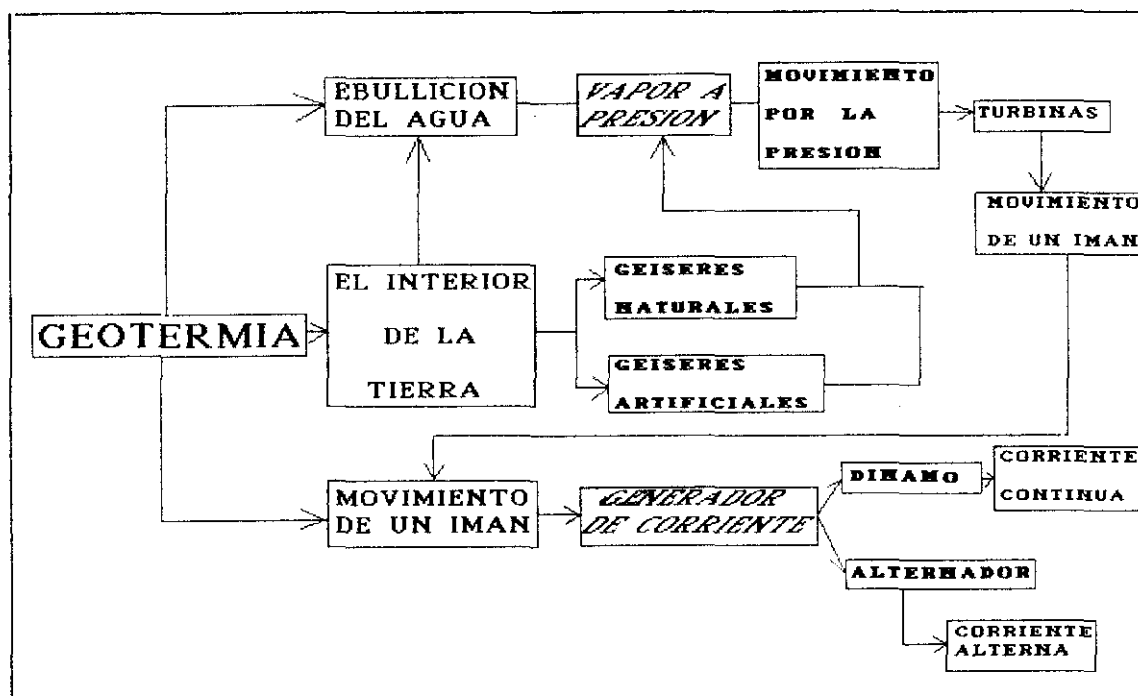 EBULLICION
DEL AGUA
VAPOR A
PRESION
MOVIMIENTO
POR LA
PRESION
TURBINAS
MOVIMIENTO
DE UN IMAN
GEOTERMIA
EL INTERIOR
DE LA
TIERRA
GEISERES
NATURALES
GEISERES
ARTIFICIALES
MOVIMIENTO
DE UN IMAN
GENERADOR
DE CORRIENTE
DINAMO
CORRIENTE
CONTINUA
ALTERNADOR
CORRIENTE
ALTERNA